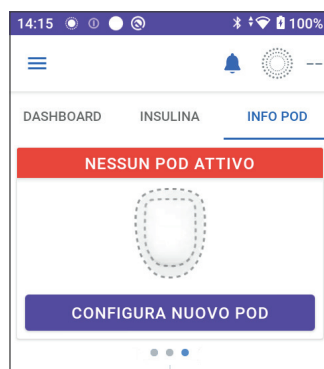 14:15 100%
--
DASHBOARD INSULINA INFO POD
NESSUN POD ATTIVO
CONFIGURA NUOVO POD